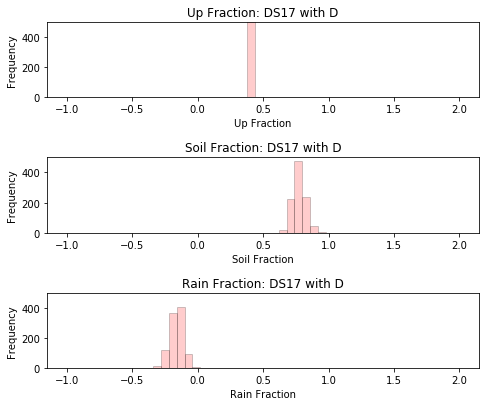 Up Fraction: DS17 with D
Frequency
400
200
0
−1.0 −0.5 0.0 0.5 1.0 1.5 2.0
Up Fraction
Soil Fraction: DS17 with D
Frequency
400
200
0
−1.0 −0.5 0.0 0.5 1.0 1.5 2.0
Soil Fraction
Rain Fraction: DS17 with D
Frequency
400
200
0
−1.0 −0.5 0.0 0.5 1.0 1.5 2.0
Rain Fraction